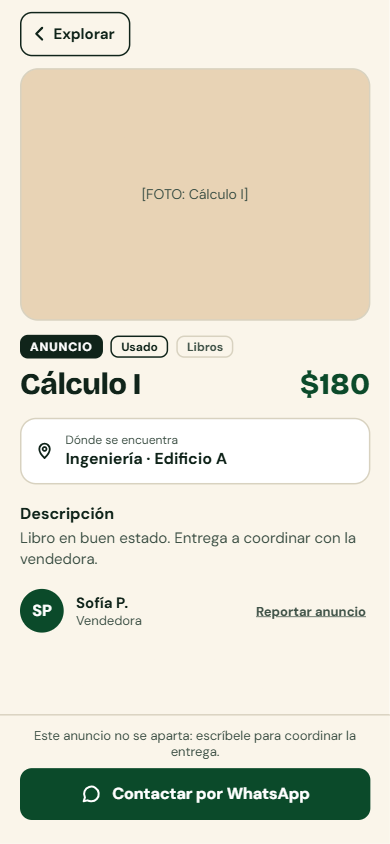 Explorar
[FOTO: Cálculo I]
ANUNCIO Usado Libros
Cálculo I $180
Dónde se encuentra
Ingeniería · Edificio A
Descripción
Libro en buen estado. Entrega a coordinar con la
vendedora.
SP
Sofía P.
Vendedora
Reportar anuncio
Este anuncio no se aparta: escríbele para coordinar la
entrega.
Contactar por WhatsApp